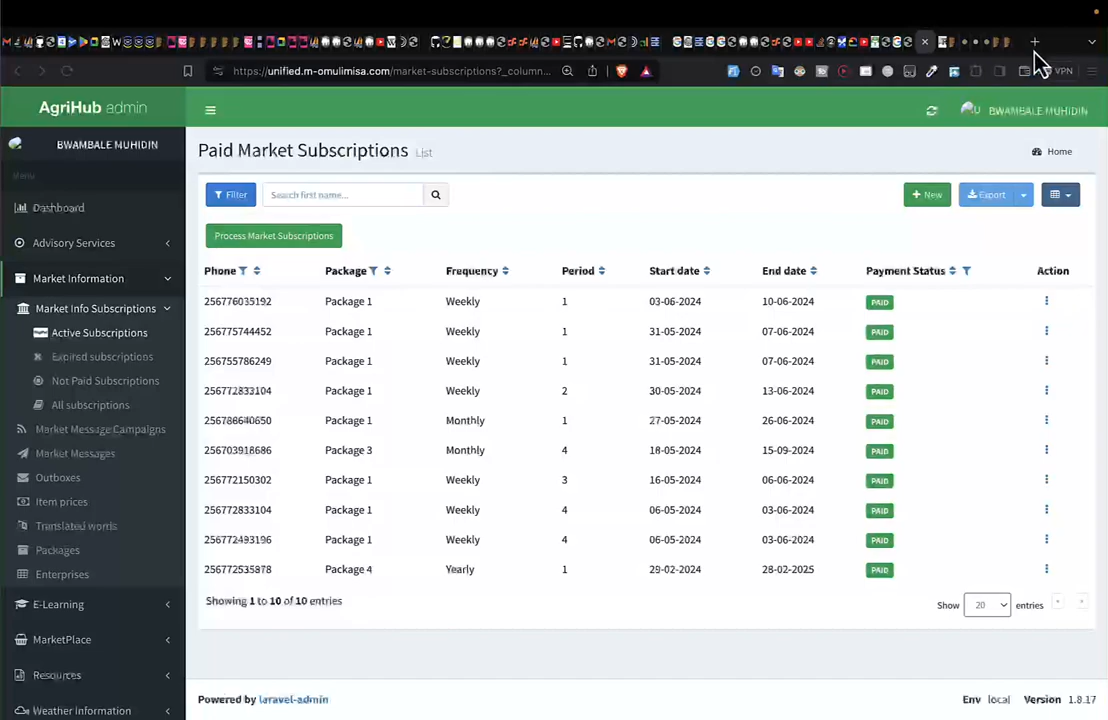 https://unified.m-omulimisa.com/market-subscriptions?_column...
VPN
AgriHub admin
BWAMBALE MUHIDIN
BWAMBALE MUHIDIN
Menu
Dashboard
Advisory Services
Market Information
Market Info Subscriptions
Active Subscriptions
Expired subscriptions
Not Paid Subscriptions
All subscriptions
Market Message Campaigns
Market Messages
Outboxes
Item prices
Translated words
Packages
Enterprises
E-Learning
MarketPlace
Resources
Weather Information
Paid Market Subscriptions List
Home
Filter
Search first name...
New
Export
Process Market Subscriptions
Phone Package Frequency Period Start date End date Payment Status Action
256776035192 Package 1 Weekly 1 03-06-2024 10-06-2024 PAID
256775744452 Package 1 Weekly 1 31-05-2024 07-06-2024 PAID
256755786249 Package 1 Weekly 1 31-05-2024 07-06-2024 PAID
256772833104 Package 1 Weekly 2 30-05-2024 13-06-2024 PAID
Package 1 Monthly 1 27-05-2024 26-06-2024 PAID
256703918686 Package 3 Monthly 4 18-05-2024 15-09-2024 PAID
256772150302 Package 1 Weekly 3 16-05-2024 06-06-2024 PAID
256772833104 Package 1 Weekly 4 06-05-2024 03-06-2024 PAID
256772493196 Package 1 Weekly 4 06-05-2024 03-06-2024 PAID
256772535878 Package 4 Yearly 1 29-02-2024 28-02-2025 PAID
Showing 1 to 10 of 10 entries
Show 20 entries
Powered by laravel-admin
Env local Version 1.8.17